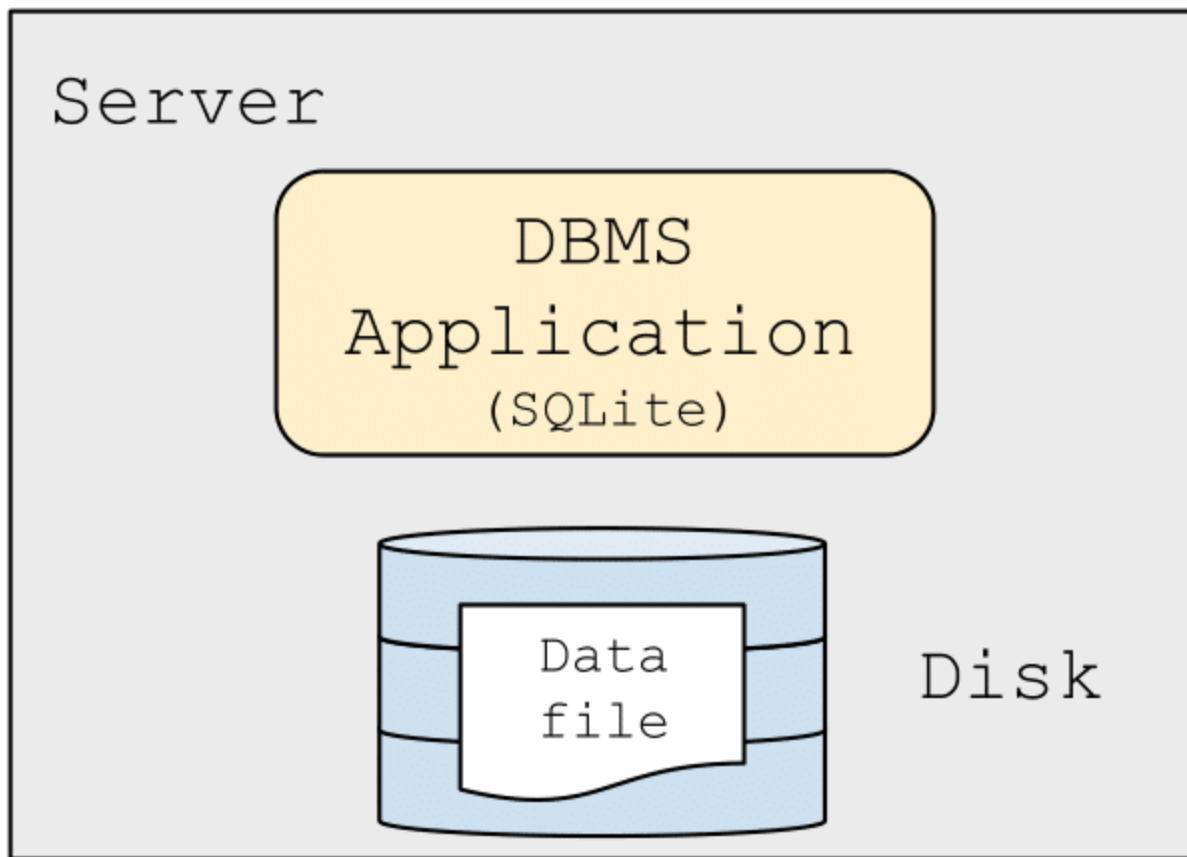 Server
DBMS
Application
(SQLite)
Data
file
Disk